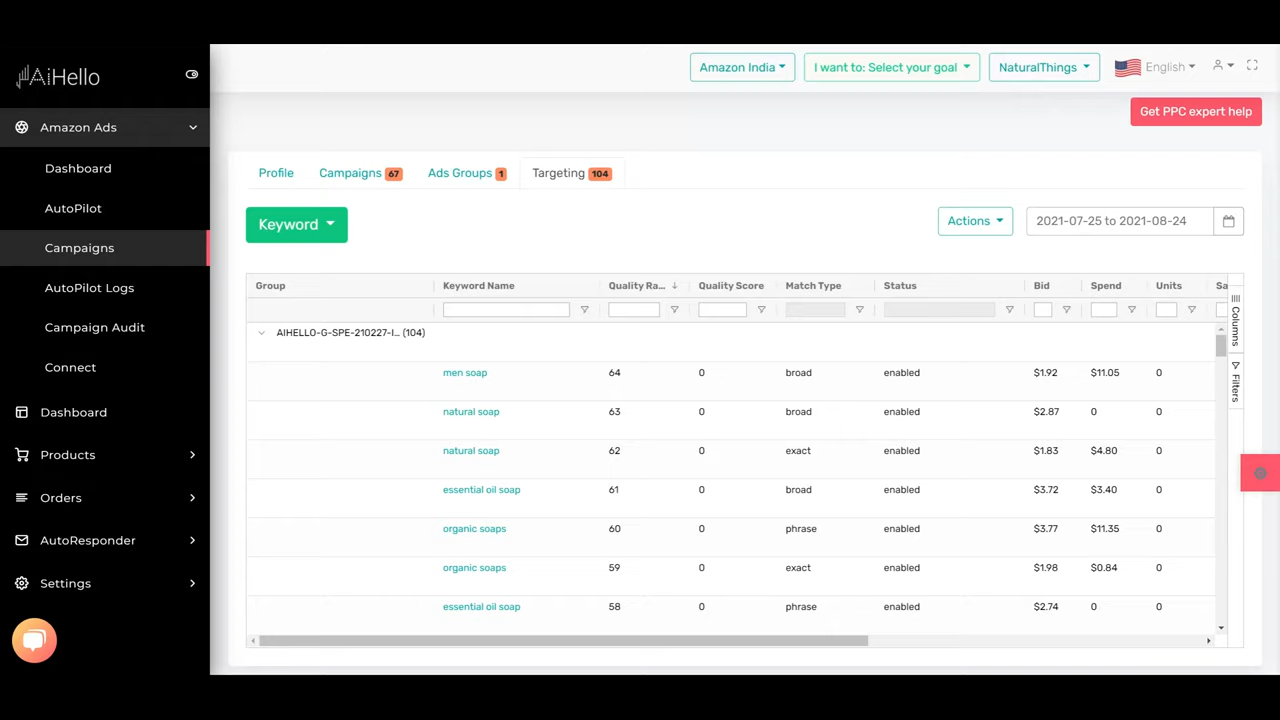 AiHello
Amazon India
I want to: Select your goal
NaturalThings
English
Get PPC expert help
Amazon Ads
Dashboard
AutoPilot
Campaigns
AutoPilot Logs
Campaign Audit
Connect
Dashboard
Products
Orders
AutoResponder
Settings
Profile Campaigns 67 Ads Groups 1 Targeting 104
Keyword
Actions
2021-07-25 to 2021-08-24
Group Keyword Name Quality Ra... Quality Score Match Type Status Bid Spend Units Sa
AIHELLO-G-SPE-210227-I... (104)
men soap 64 0 broad enabled $1.92 $11.05 0
natural soap 63 0 broad enabled $2.87 0 0
natural soap 62 0 exact enabled $1.83 $4.80 0
essential oil soap 61 0 broad enabled $3.72 $3.40 0
organic soaps 60 0 phrase enabled $3.77 $11.35 0
organic soaps 59 0 exact enabled $1.98 $0.84 0
essential oil soap 58 0 phrase enabled $2.74 0 0
Columns
Filters